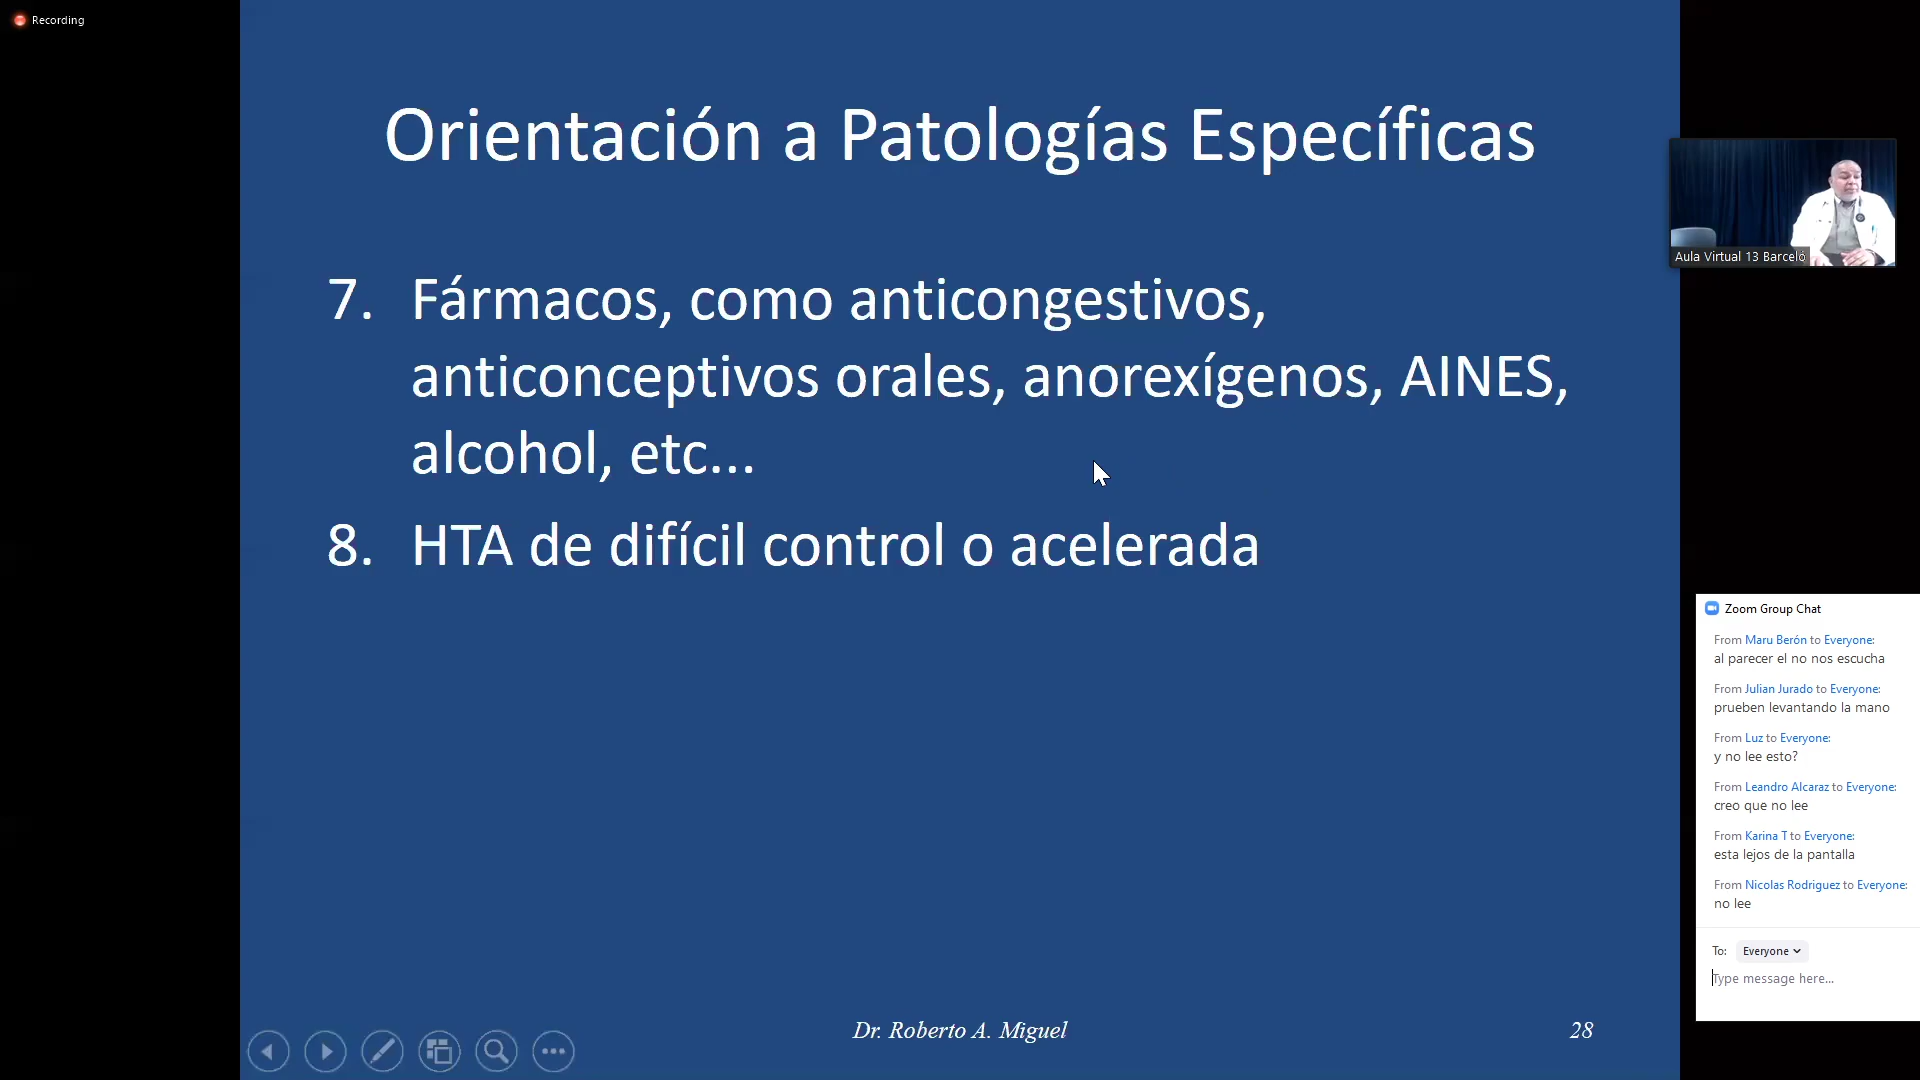 Recording
Orientación a Patologías Específicas
7. Fármacos, como anticongestivos,
anticonceptivos orales, anorexígenos, AINES,
alcohol, etc...
8. HTA de difícil control o acelerada
Dr. Roberto A. Miguel
28
Aula Virtual 13 Barceló
Zoom Group Chat
From Maru Berón to Everyone:
al parecer el no nos escucha
From Julian Jurado to Everyone:
prueben levantando la mano
From Luz to Everyone:
y no lee esto?
From Leandro Alcaraz to Everyone:
creo que no lee
From Karina T to Everyone:
esta lejos de la pantalla
From Nicolas Rodriguez to Everyone:
no lee
To: Everyone
Type message here...